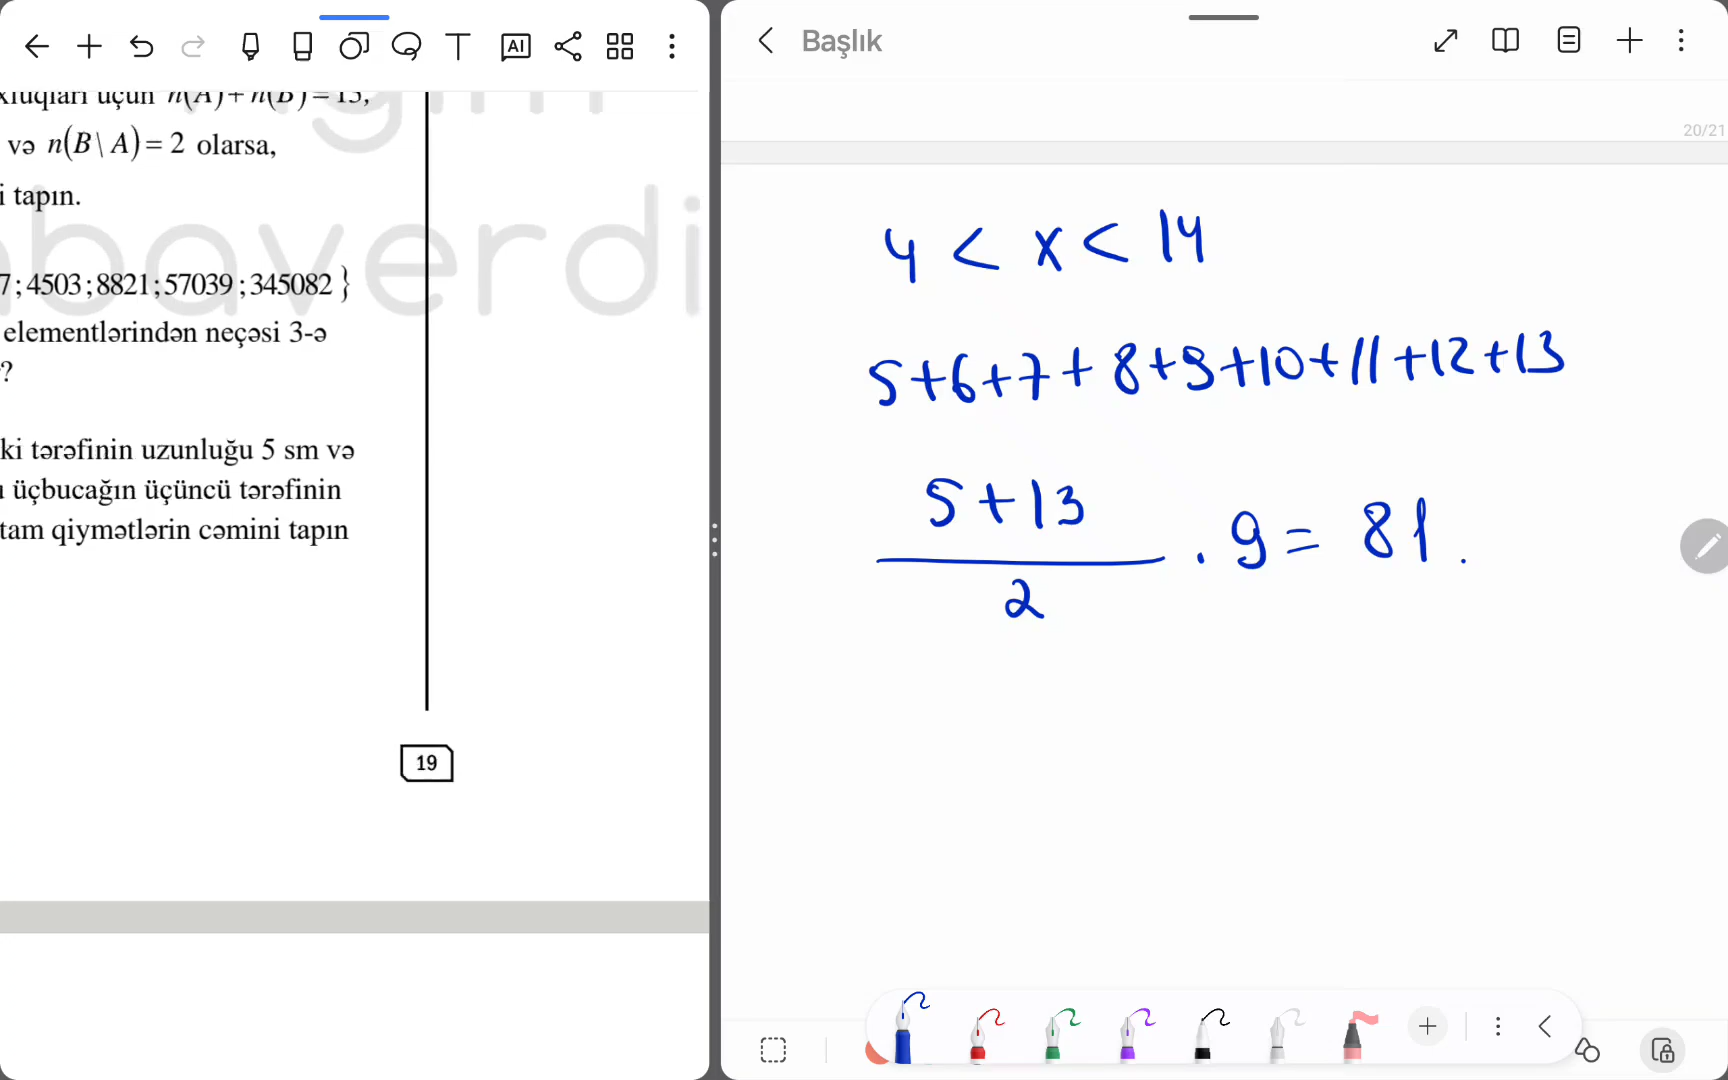 AI
Başlık
20/21
üçün n(A)+n(B)=13,
və n(B\A)=2 olarsa,
i tapın.
baverdi
7;4503;8821;57039;345082}
elementlərindən neçəsi 3-ə
?
ki tərəfinin uzunluğu 5 sm və
üçbucağın üçüncü tərəfinin
tam qiymətlərin cəmini tapın
19
4 < x < 14
5+6+7+8+9+10+11+12+13
5+13
2
. 9 = 81.